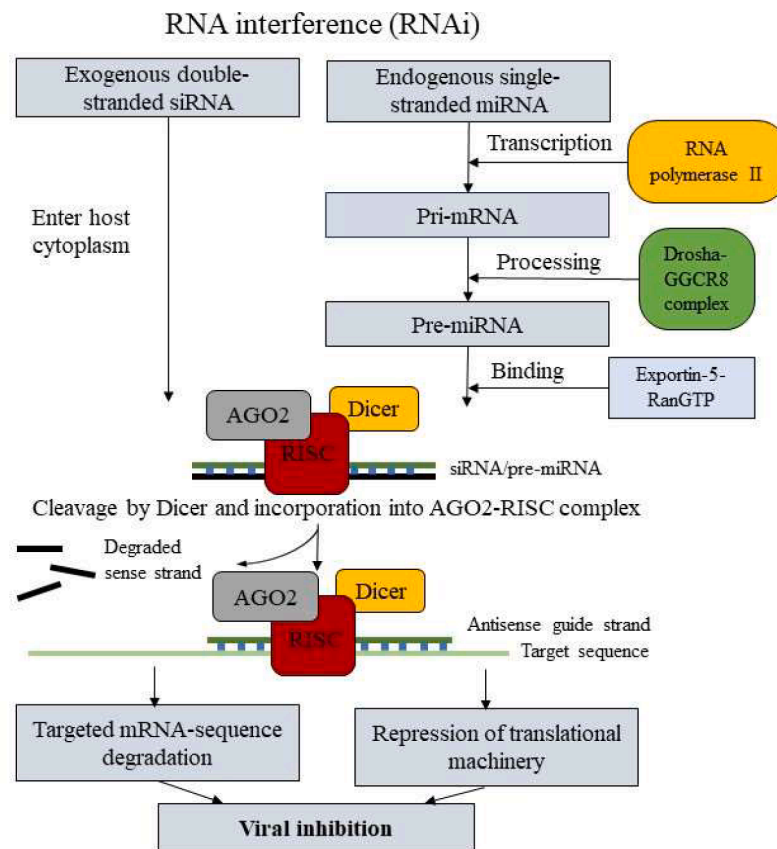 RNA interference (RNAi)
Exogenous double-
stranded siRNA
Endogenous single-
stranded miRNA
Transcription
RNA
polymerase II
Enter host
cytoplasm
Pri-mRNA
Processing
Drosha-
GGCR8
complex
Pre-miRNA
Binding
Exportin-5-
RanGTP
AGO2
Dicer
RISC
siRNA/pre-miRNA
Cleavage by Dicer and incorporation into AGO2-RISC complex
Degraded
sense strand
AGO2
Dicer
RISC
Antisense guide strand
Target sequence
Targeted mRNA-sequence
degradation
Repression of translational
machinery
Viral inhibition